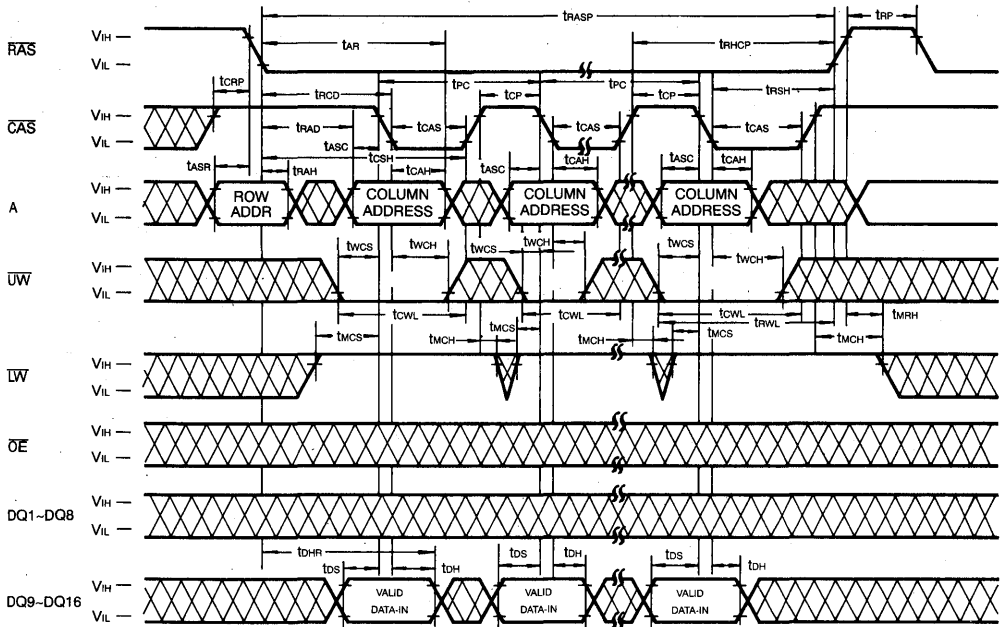 tRASP
tRP
RAS
VIH
VIL
tAR
tRHCP
tCRP
tRCD
tPC
tCP
tPC
tCP
tRSH
CAS
VIH
VIL
tRAD
tCAS
tCAS
tCAS
tASC
tCSH
tASR
tRAH
tCAH
tASC
tCAH
tASC
tCAH
A
VIH
VIL
ROW
ADDR
COLUMN
ADDRESS
COLUMN
ADDRESS
COLUMN
ADDRESS
tWCS
tWCH
tWCS
tWCH
tWCS
tWCH
UW
VIH
VIL
tCWL
tCWL
tCWL
tRWL
tMCS
tMCH
tMCS
tMCH
tMCS
tMCH
tMRH
LW
VIH
VIL
OE
VIH
VIL
DQ1~DQ8
VIH
VIL
tDHR
tDS
tDH
tDS
tDH
tDS
tDH
DQ9~DQ16
VIH
VIL
VALID
DATA-IN
VALID
DATA-IN
VALID
DATA-IN